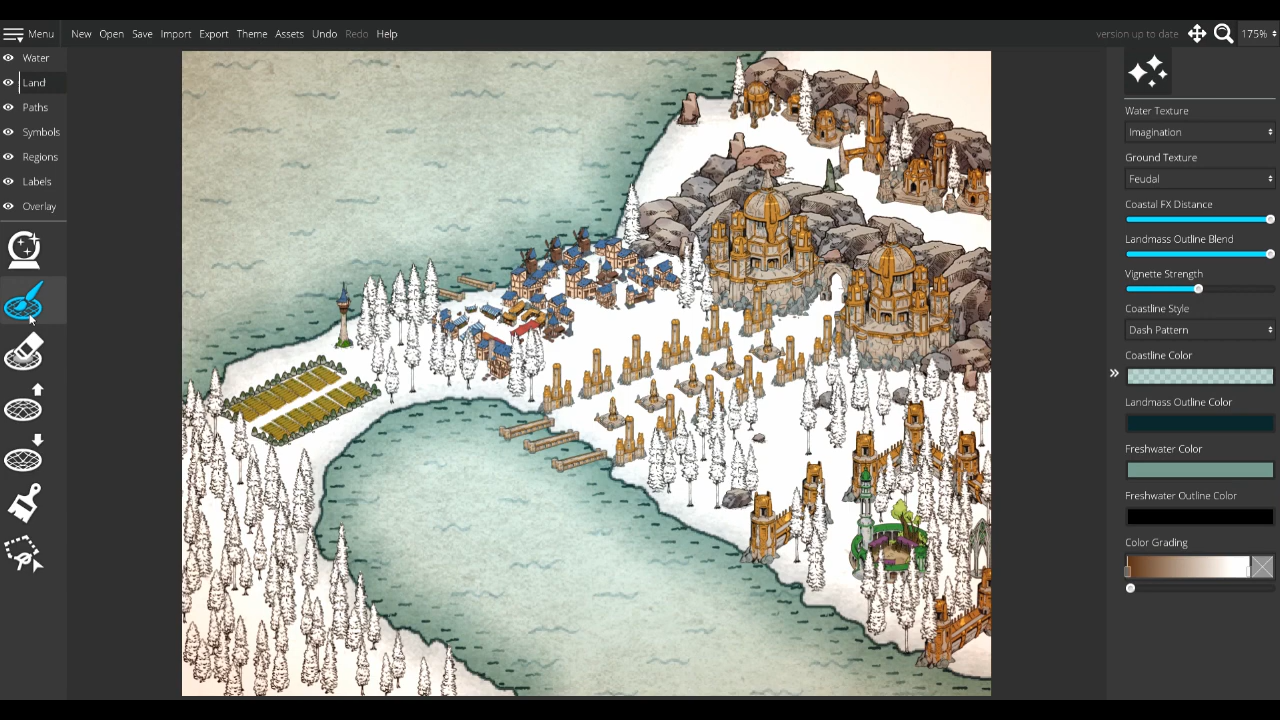 Menu New Open Save Import Export Theme Assets Undo Redo Help version up to date 175%
Water
Land
Paths
Symbols
Regions
Labels
Overlay
Water Texture
Imagination
Ground Texture
Feudal
Coastal FX Distance
Landmass Outline Blend
Vignette Strength
Coastline Style
Dash Pattern
Coastline Color
Landmass Outline Color
Freshwater Color
Freshwater Outline Color
Color Grading